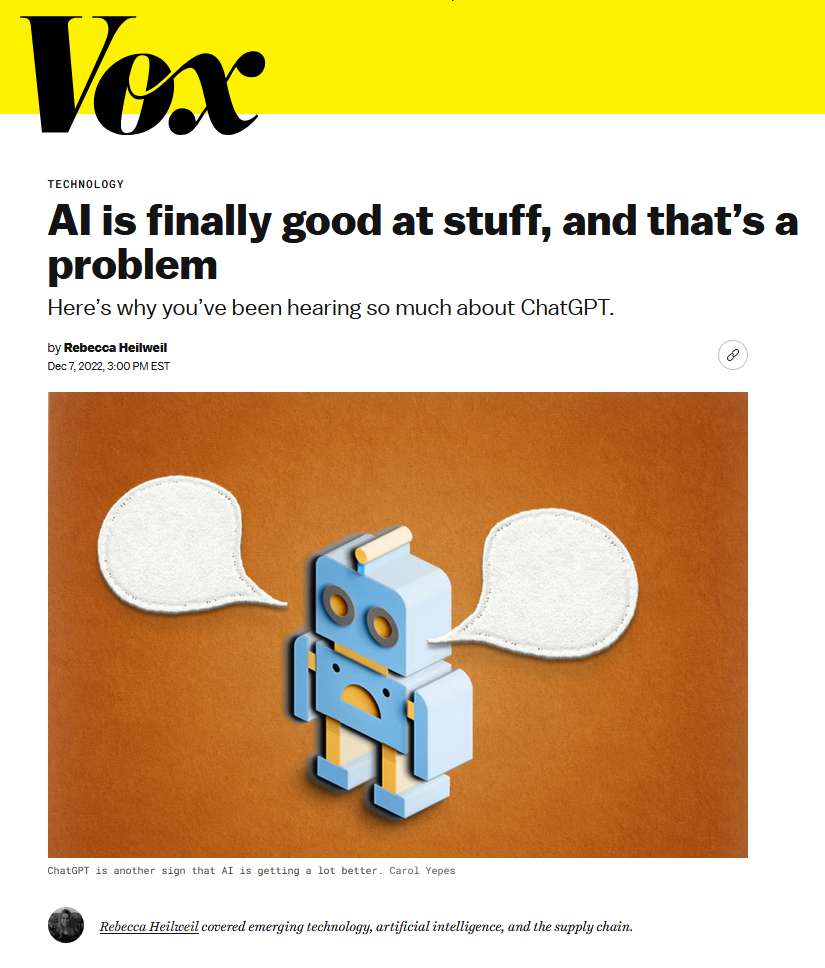 Vox
TECHNOLOGY
AI is finally good at stuff, and that’s a
problem
Here’s why you’ve been hearing so much about ChatGPT.
by Rebecca Heilweil
Dec 7, 2022, 3:00 PM EST
ChatGPT is another sign that AI is getting a lot better. Carol Yepes
Rebecca Heilweil covered emerging technology, artificial intelligence, and the supply chain.